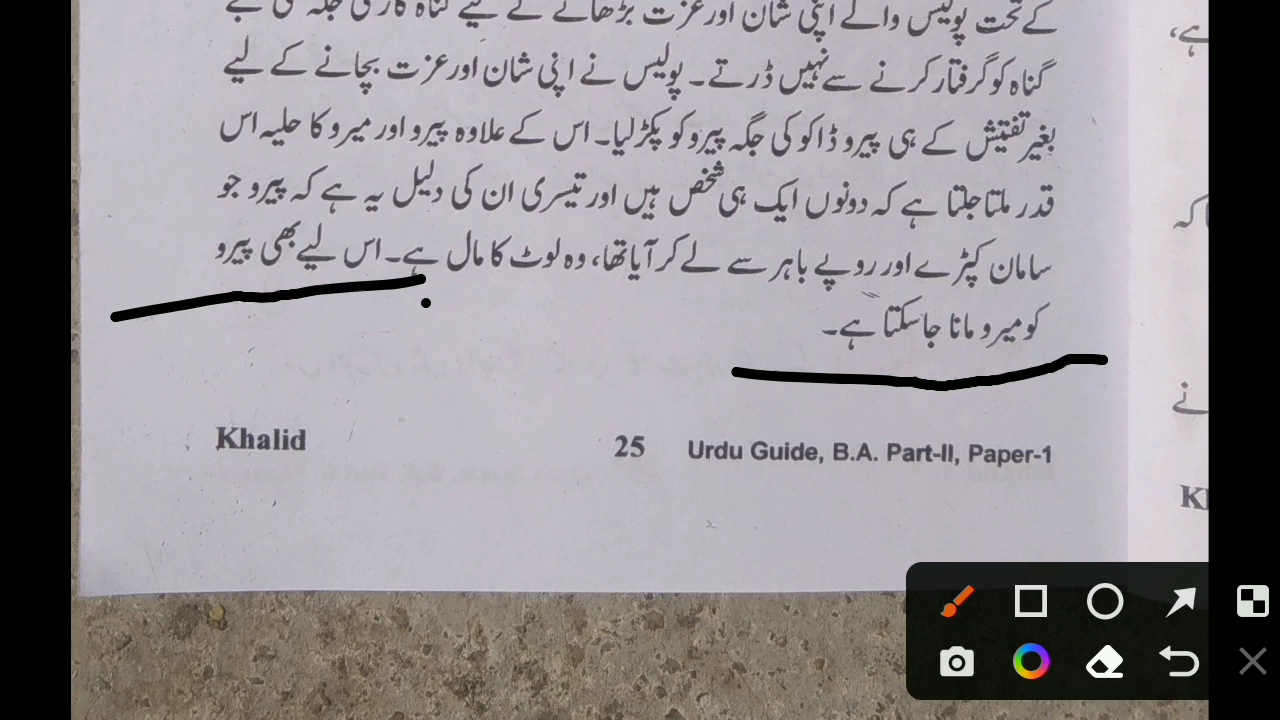 کے تحت پولیس والے اپنی شان اور عزت بڑھانے کے لیے گناہ گار کی جگہ بے
گناہ کو گرفتار کرنے سے نہیں ڈرتے۔ پولیس نے اپنی شان اور عزت بچانے کے لیے
بغیر تفتیش کے ہی پیرو ڈاکو کی جگہ پیرو کو پکڑ لیا۔ اس کے علاوہ پیرو اور میرو کا حلیہ اس
قدر ملتا جلتا ہے کہ دونوں ایک ہی شخص ہیں اور تیسری ان کی دلیل یہ ہے کہ پیرو جو
سامان کپڑے اور روپے باہر سے لے کر آیا تھا، وہ لوٹ کا مال ہے۔ اس لیے بھی پیرو
کو میرو مانا جا سکتا ہے۔
Khalid 25 Urdu Guide, B.A. Part-II, Paper-1
ہے،
کہ
نے